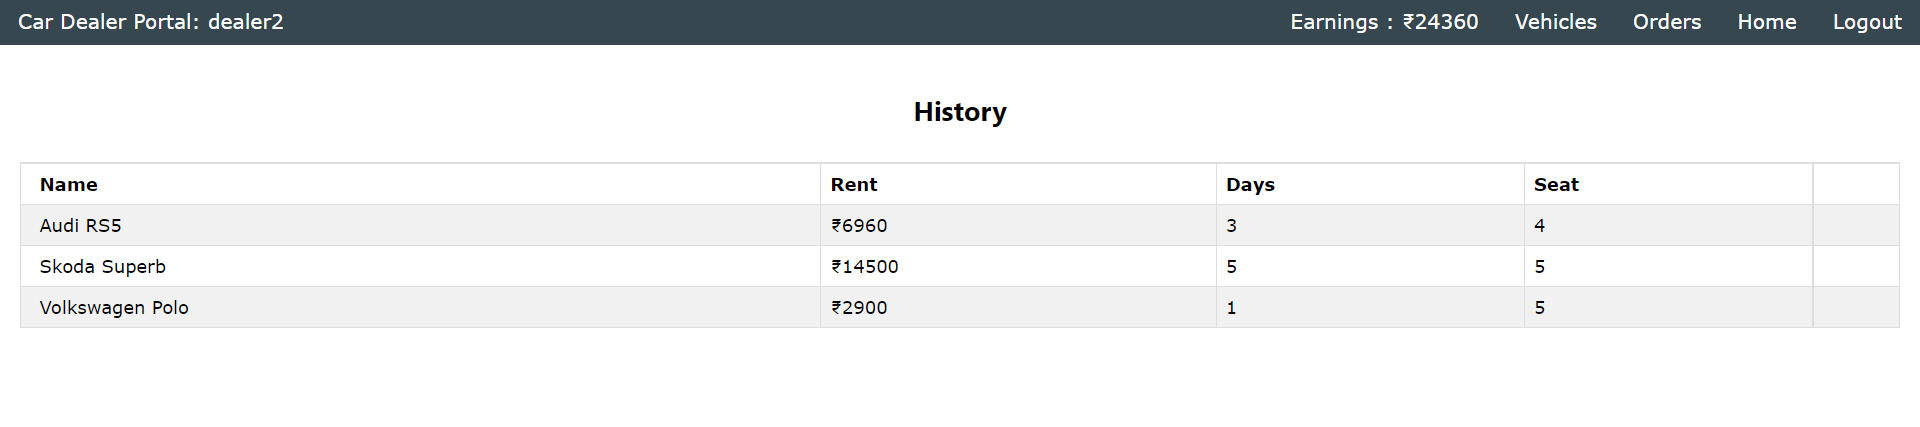 Car Dealer Portal: dealer2 Earnings : ₹24360 Vehicles Orders Home Logout
History
Name Rent Days Seat
Audi RS5 ₹6960 3 4
Skoda Superb ₹14500 5 5
Volkswagen Polo ₹2900 1 5